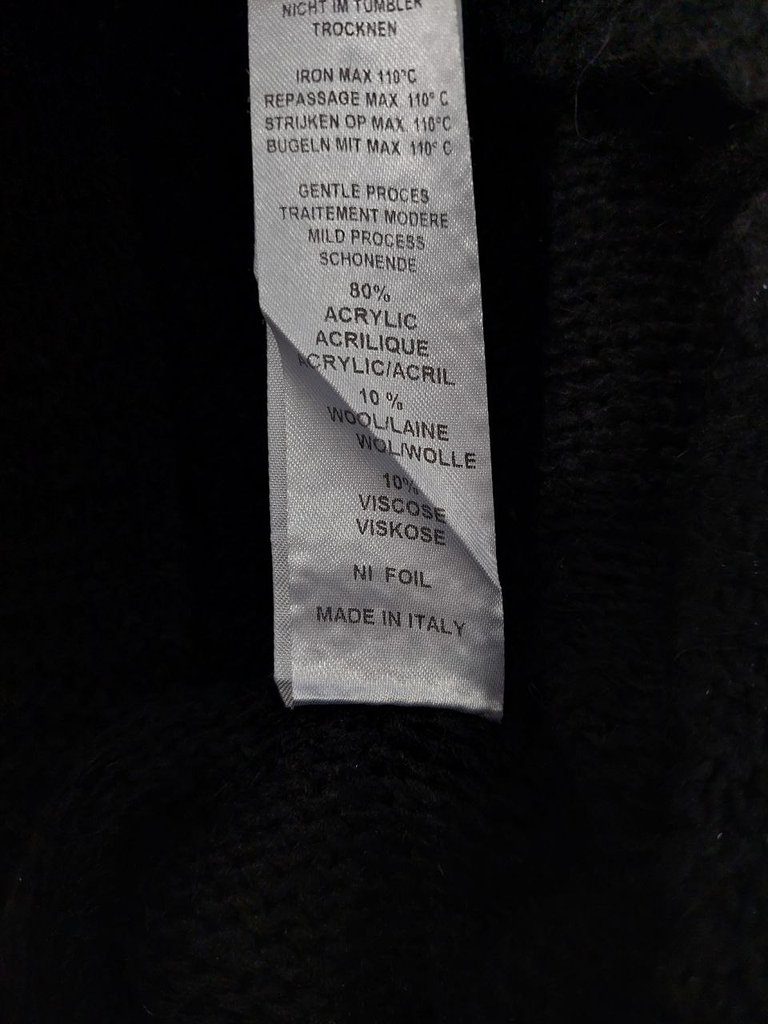 NICHT IM TUMBLER
TROCKNEN
IRON MAX 110°C
REPASSAGE MAX. 110° C
STRIJKEN OP MAX. 110°C
BUGELN MIT MAX. 110° C
GENTLE PROCES
TRAITEMENT MODERE
MILD PROCESS
SCHONENDE
80%
ACRYLIC
ACRILIQUE
ACRYLIC/ACRIL
10 %
WOOL/LAINE
WOL/WOLLE
10%
VISCOSE
VISKOSE
NI FOIL
MADE IN ITALY